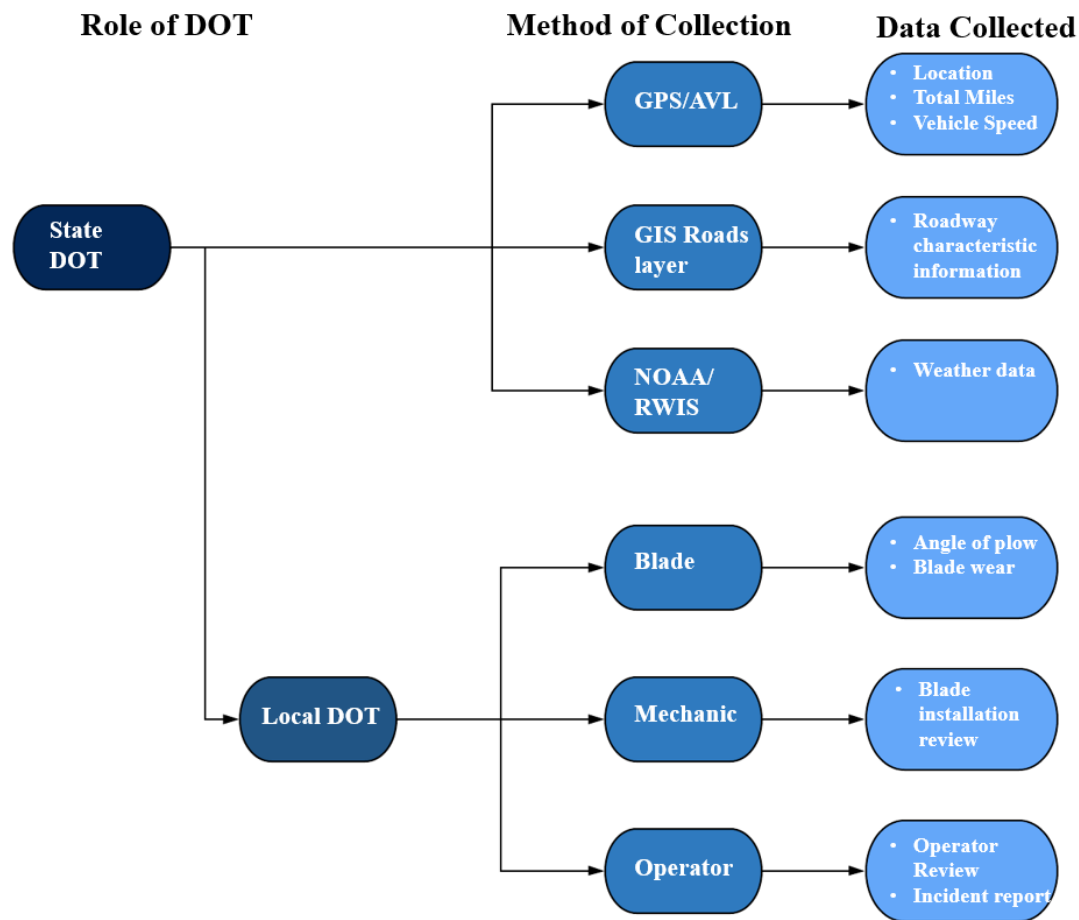 Role of DOT
Method of Collection
Data Collected
GPS/AVL
• Location
• Total Miles
• Vehicle Speed
State
DOT
GIS Roads
layer
• Roadway
characteristic
information
NOAA/
RWIS
• Weather data
Blade
• Angle of plow
• Blade wear
Local DOT
Mechanic
• Blade
installation
review
Operator
• Operator
Review
• Incident report